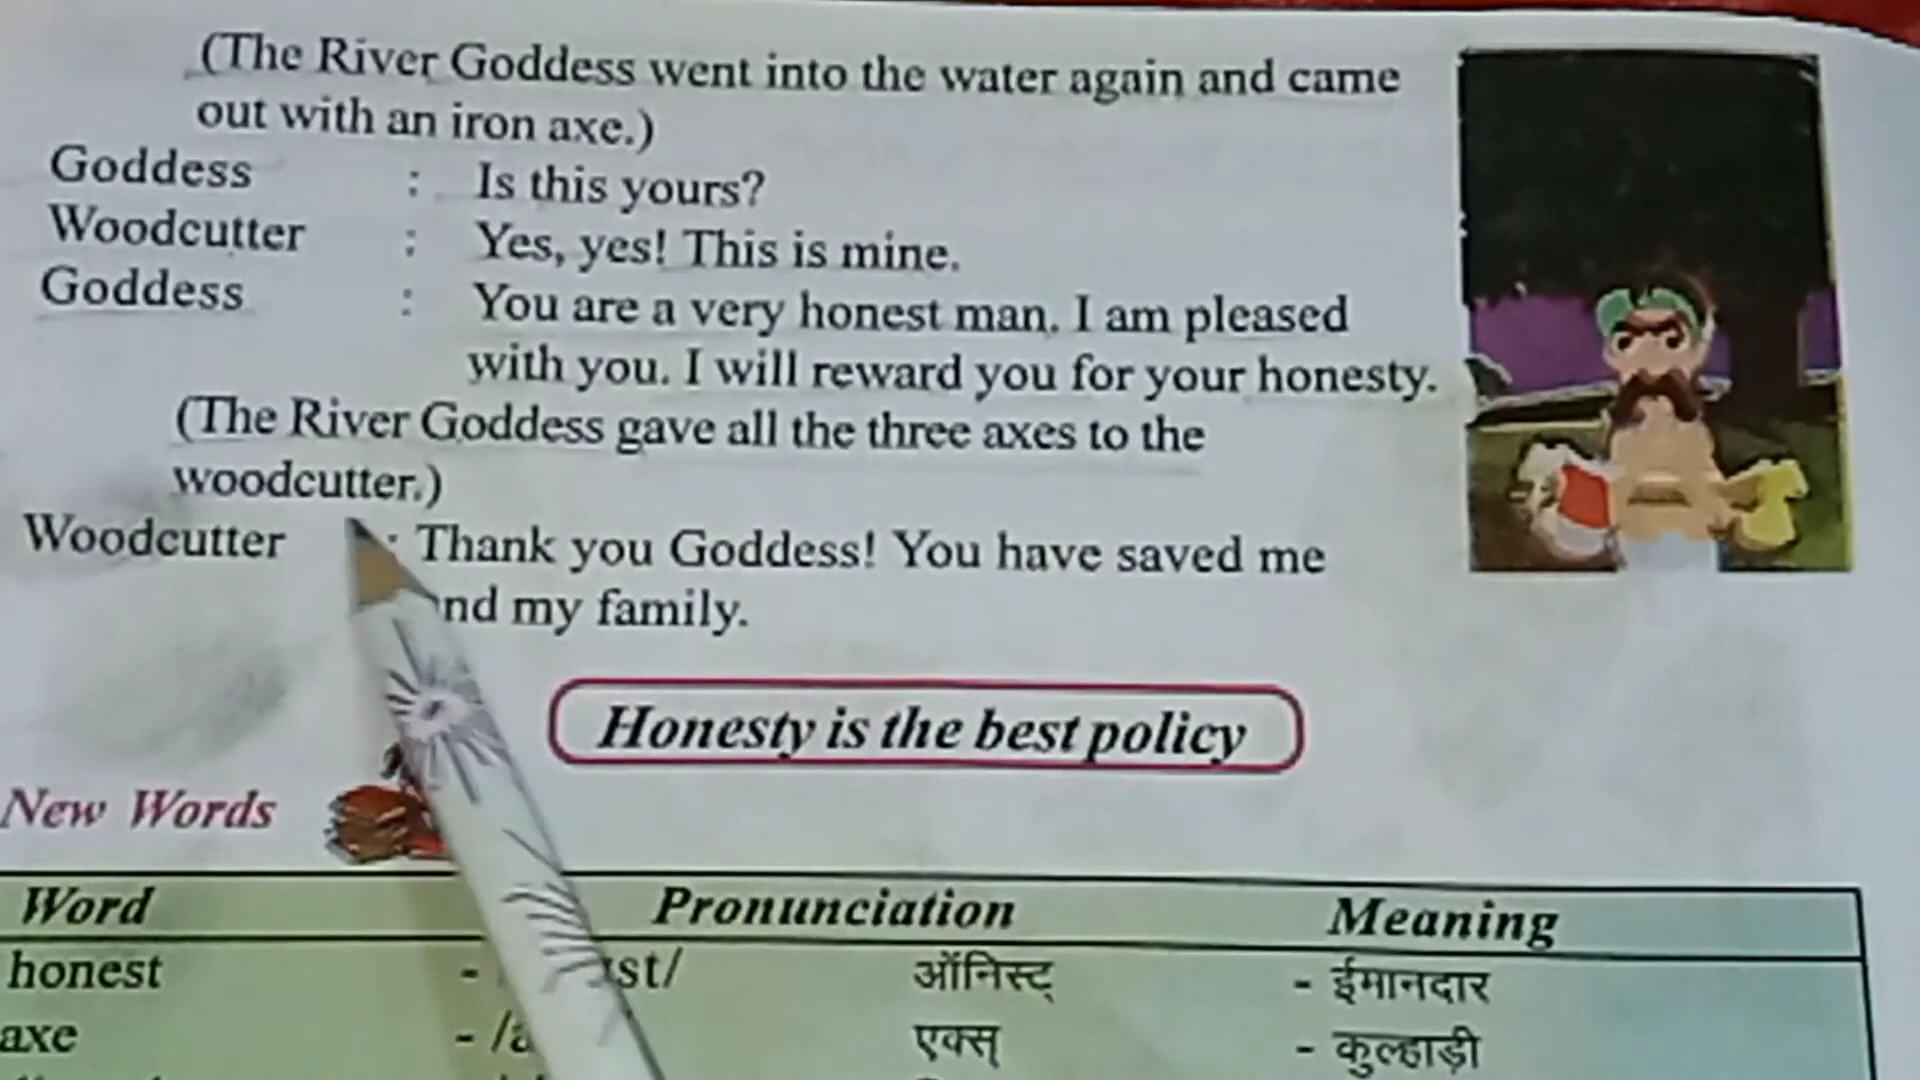 (The River Goddess went into the water again and came
out with an iron axe.)
Goddess : Is this yours?
Woodcutter : Yes, yes! This is mine.
Goddess : You are a very honest man. I am pleased
with you. I will reward you for your honesty.
(The River Goddess gave all the three axes to the
woodcutter.)
Woodcutter : Thank you Goddess! You have saved me
my family.
Honesty is the best policy
New Words
Word Pronunciation Meaning
honest - ऑनिस्ट् - ईमानदार
axe - एक्स् - कुल्हाड़ी